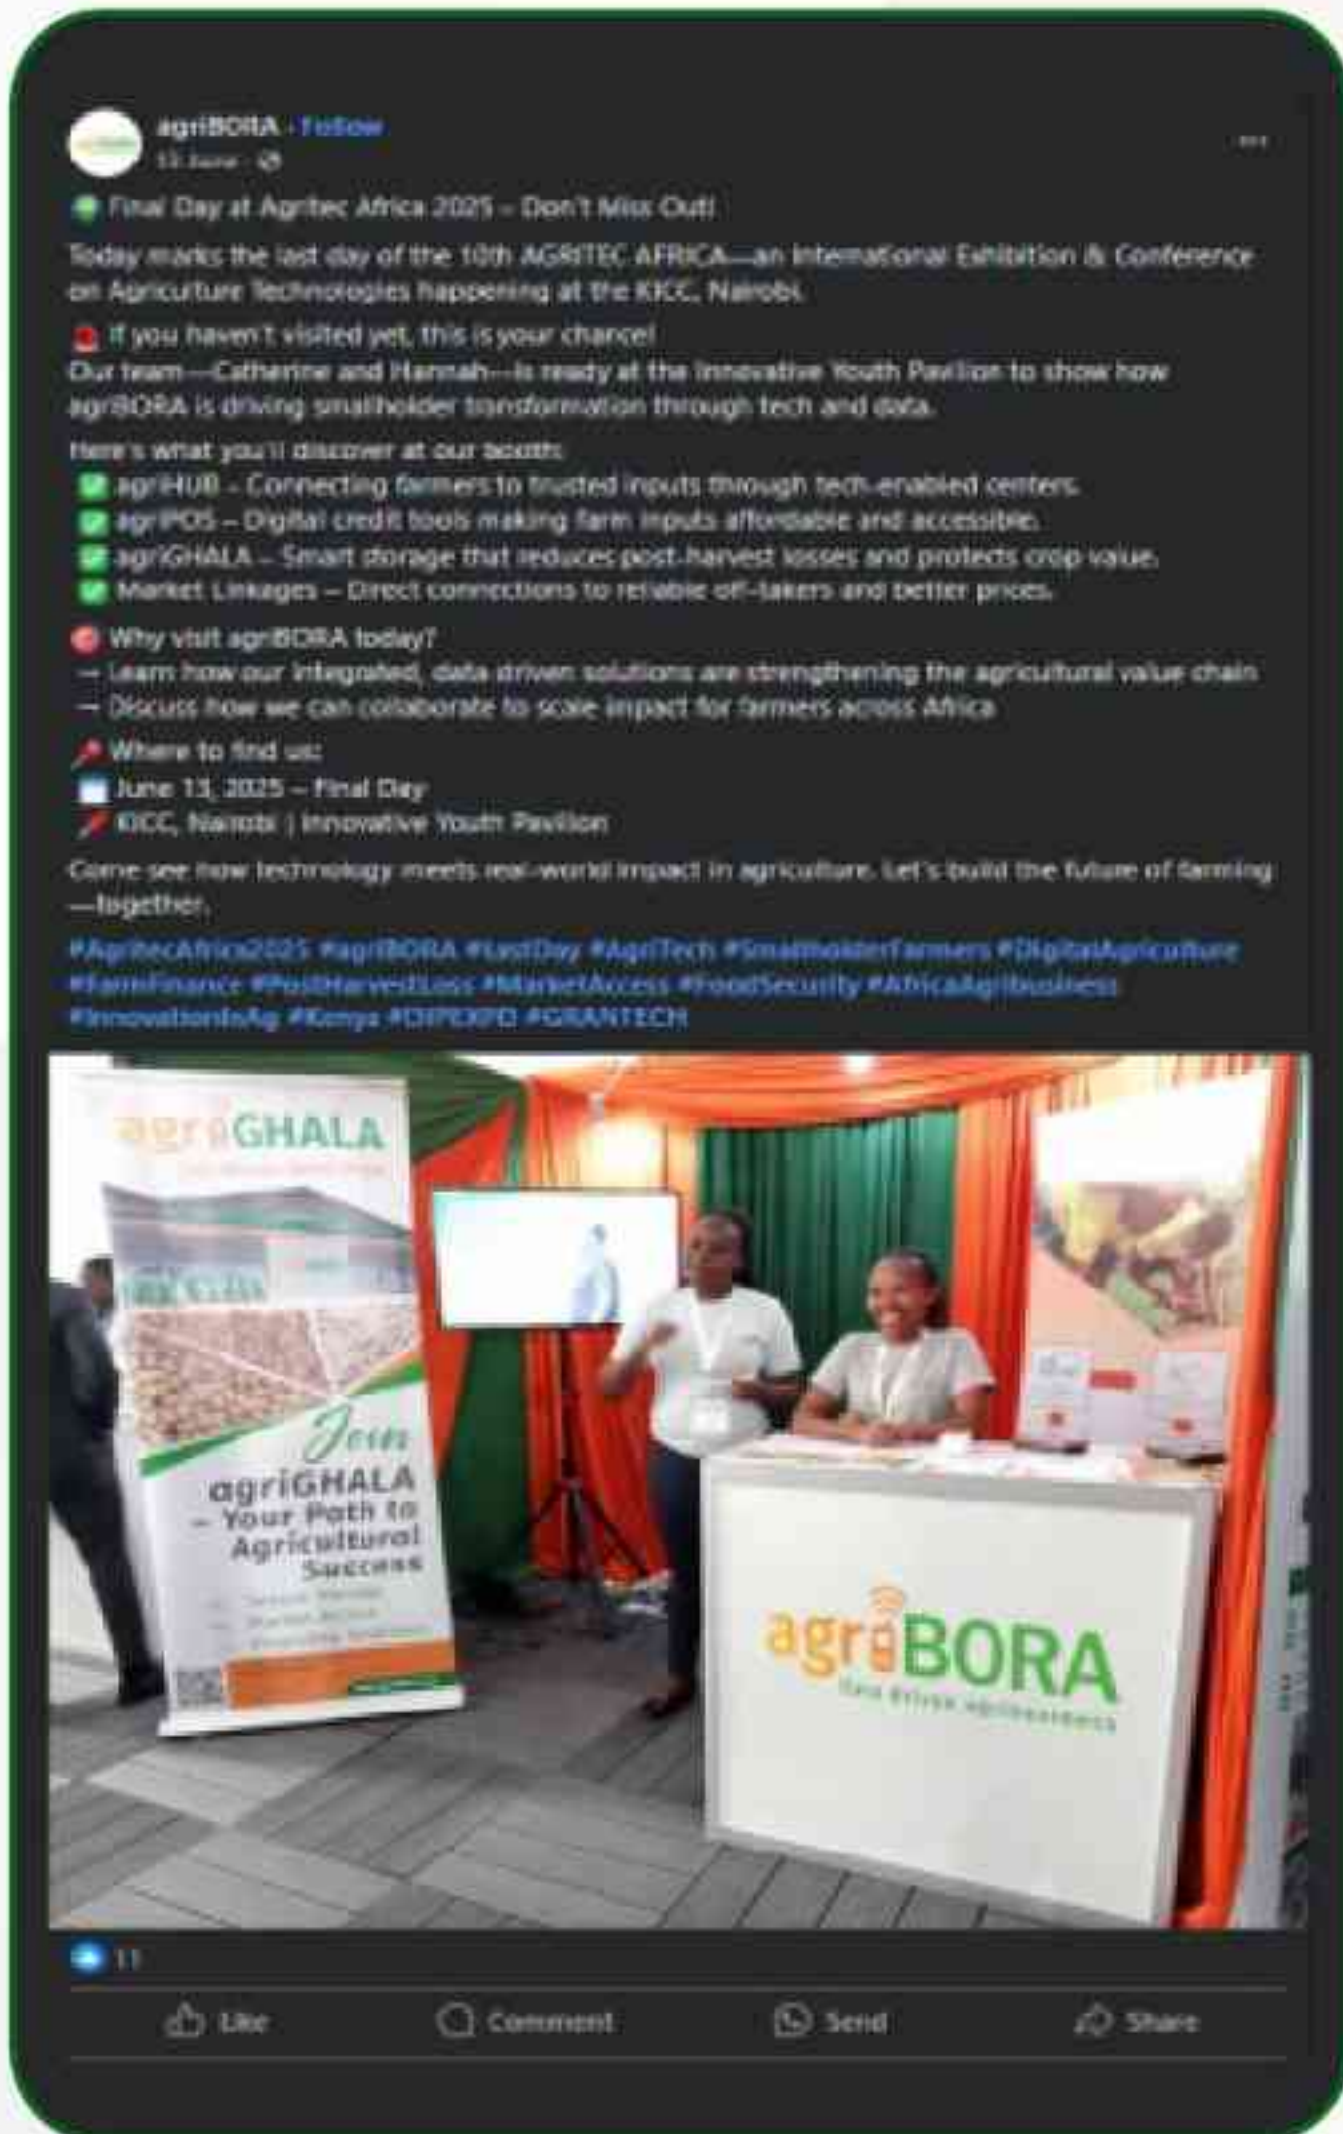 agriBORA · Follow
13 June
Final Day at Agritec Africa 2025 – Don't Miss Out!
Today marks the last day of the 10th AGRITEC AFRICA—an International Exhibition & Conference
on Agriculture Technologies happening at the KICC, Nairobi.
If you haven't visited yet, this is your chance!
Our team—Catherine and Hannah—is ready at the Innovative Youth Pavilion to show how
agriBORA is driving smallholder transformation through tech and data.
Here's what you'll discover at our booth:
✅ agriHUB – Connecting farmers to trusted inputs through tech-enabled centers.
✅ agriPOS – Digital credit tools making farm inputs affordable and accessible.
✅ agriGHALA – Smart storage that reduces post-harvest losses and protects crop value.
✅ Market Linkages – Direct connections to reliable off-takers and better prices.
🎯 Why visit agriBORA today?
→ Learn how our integrated, data driven solutions are strengthening the agricultural value chain
→ Discuss how we can collaborate to scale impact for farmers across Africa
Where to find us:
June 13, 2025 – Final Day
KICC, Nairobi | Innovative Youth Pavilion
Come see how technology meets real-world impact in agriculture. Let's build the future of farming
—together.
#AgritecAfrica2025 #agriBORA #LastDay #AgriTech #SmallholderFarmers #DigitalAgriculture
#FarmFinance #PostHarvestLoss #MarketAccess #FoodSecurity #AfricaAgribusiness
#InnovationInAg #Kenya #OIPEXPO #GRANTECH
agriGHALA
Join
agriGHALA
– Your Path to
Agricultural
Success
agriBORA
Data driven agribusiness
11
Like
Comment
Send
Share